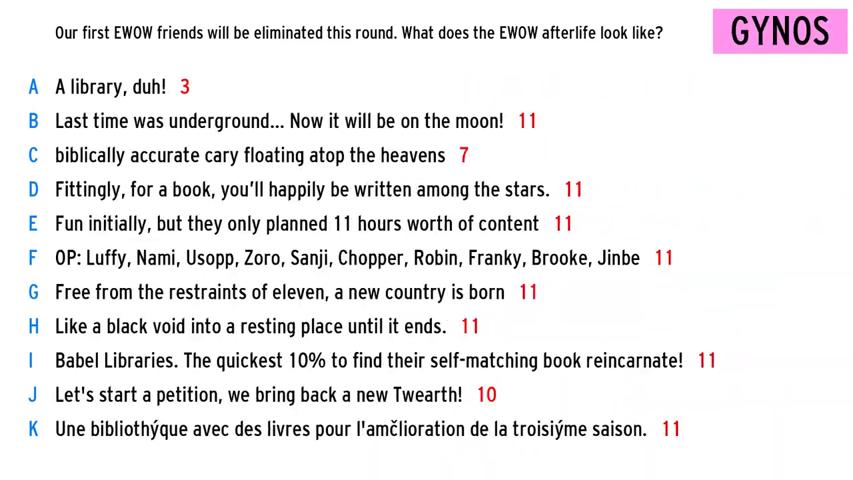 Our first EWOW friends will be eliminated this round. What does the EWOW afterlife look like?
GYNOS
A A library, duh! 3
B Last time was underground... Now it will be on the moon! 11
C biblically accurate cary floating atop the heavens 7
D Fittingly, for a book, you'll happily be written among the stars. 11
E Fun initially, but they only planned 11 hours worth of content 11
F OP: Luffy, Nami, Usopp, Zoro, Sanji, Chopper, Robin, Franky, Brooke, Jinbe 11
G Free from the restraints of eleven, a new country is born 11
H Like a black void into a resting place until it ends. 11
I Babel Libraries. The quickest 10% to find their self-matching book reincarnate! 11
J Let's start a petition, we bring back a new Twearth! 10
K Une bibliothýque avec des livres pour l'amčlioration de la troisiýme saison. 11